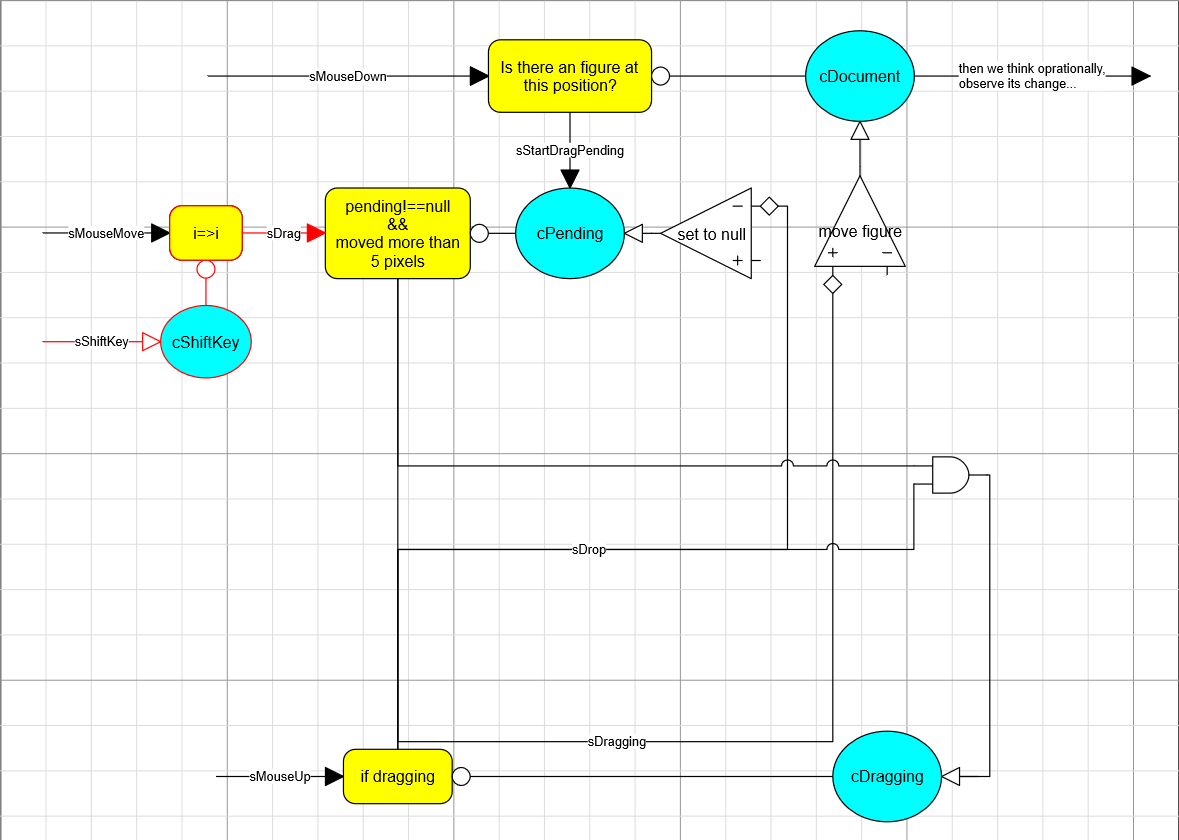 sMouseDown
Is there an figure at
this position?
cDocument
then we think oprationally,
observe its change...
sStartDragPending
sMouseMove
i=>i
sDrag
pending!==null
&&
moved more than
5 pixels
cPending
set to null
−
+
move figure
+
−
sShiftKey
cShiftKey
sDrop
sDragging
sMouseUp
if dragging
cDragging